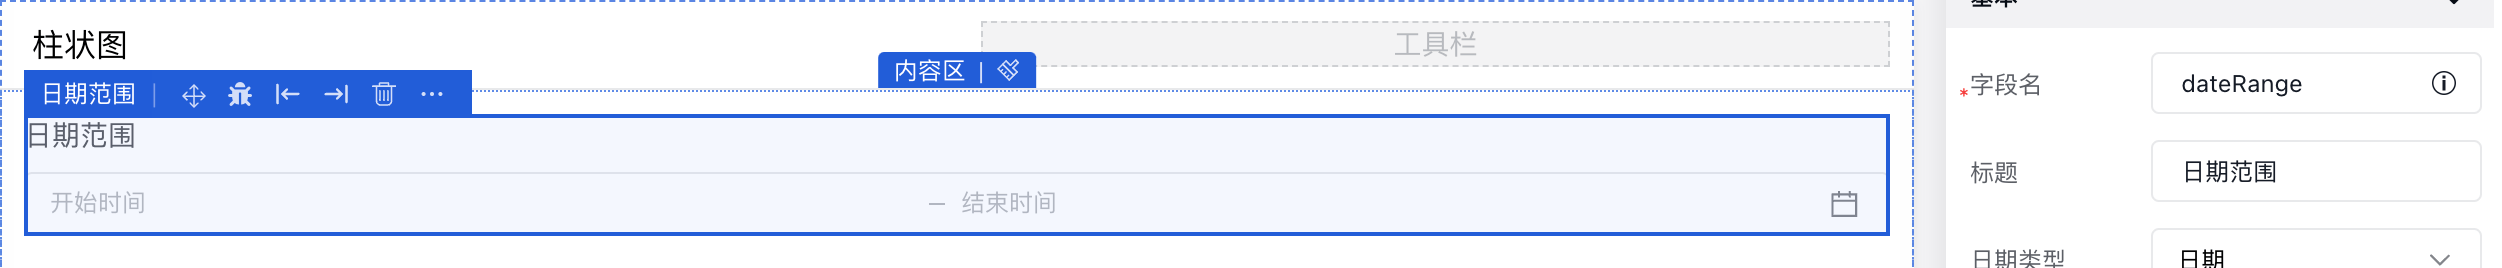 基本
柱状图
工具栏
内容区
日期范围
字段名 dateRange
日期范围
标题 日期范围
开始时间 – 结束时间
日期类型 日期